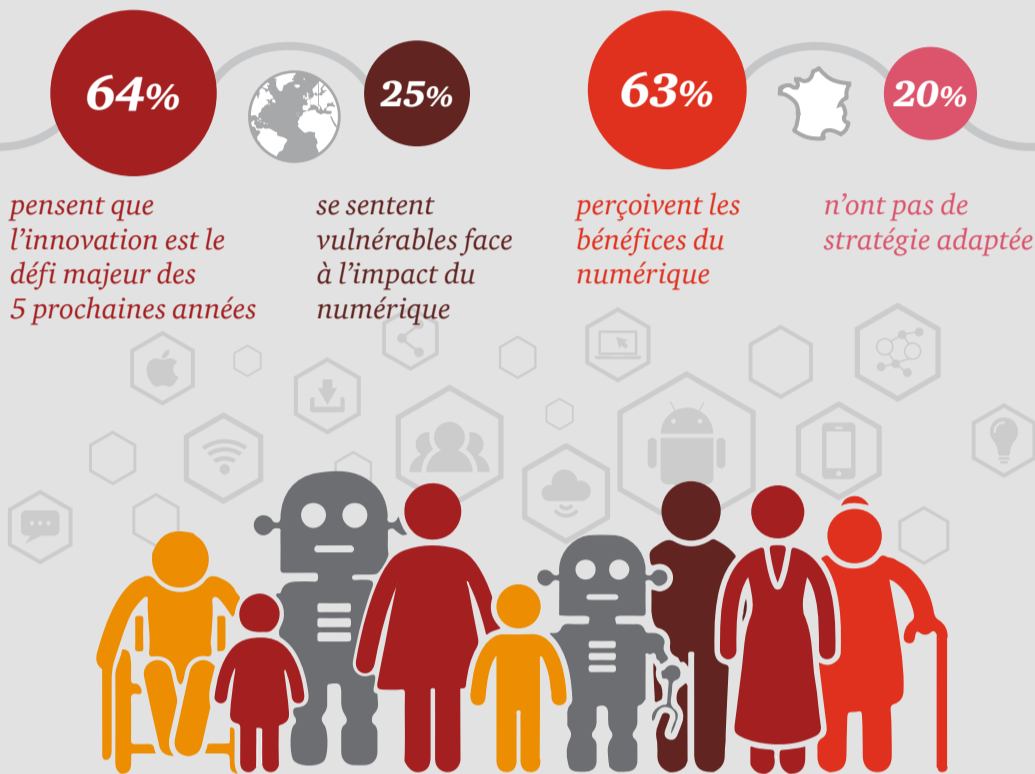 64%
pensent que
l'innovation est le
défi majeur des
5 prochaines années
25%
se sentent
vulnérables face
à l'impact du
numérique
63%
perçoivent les
bénéfices du
numérique
20%
n'ont pas de
stratégie adaptée